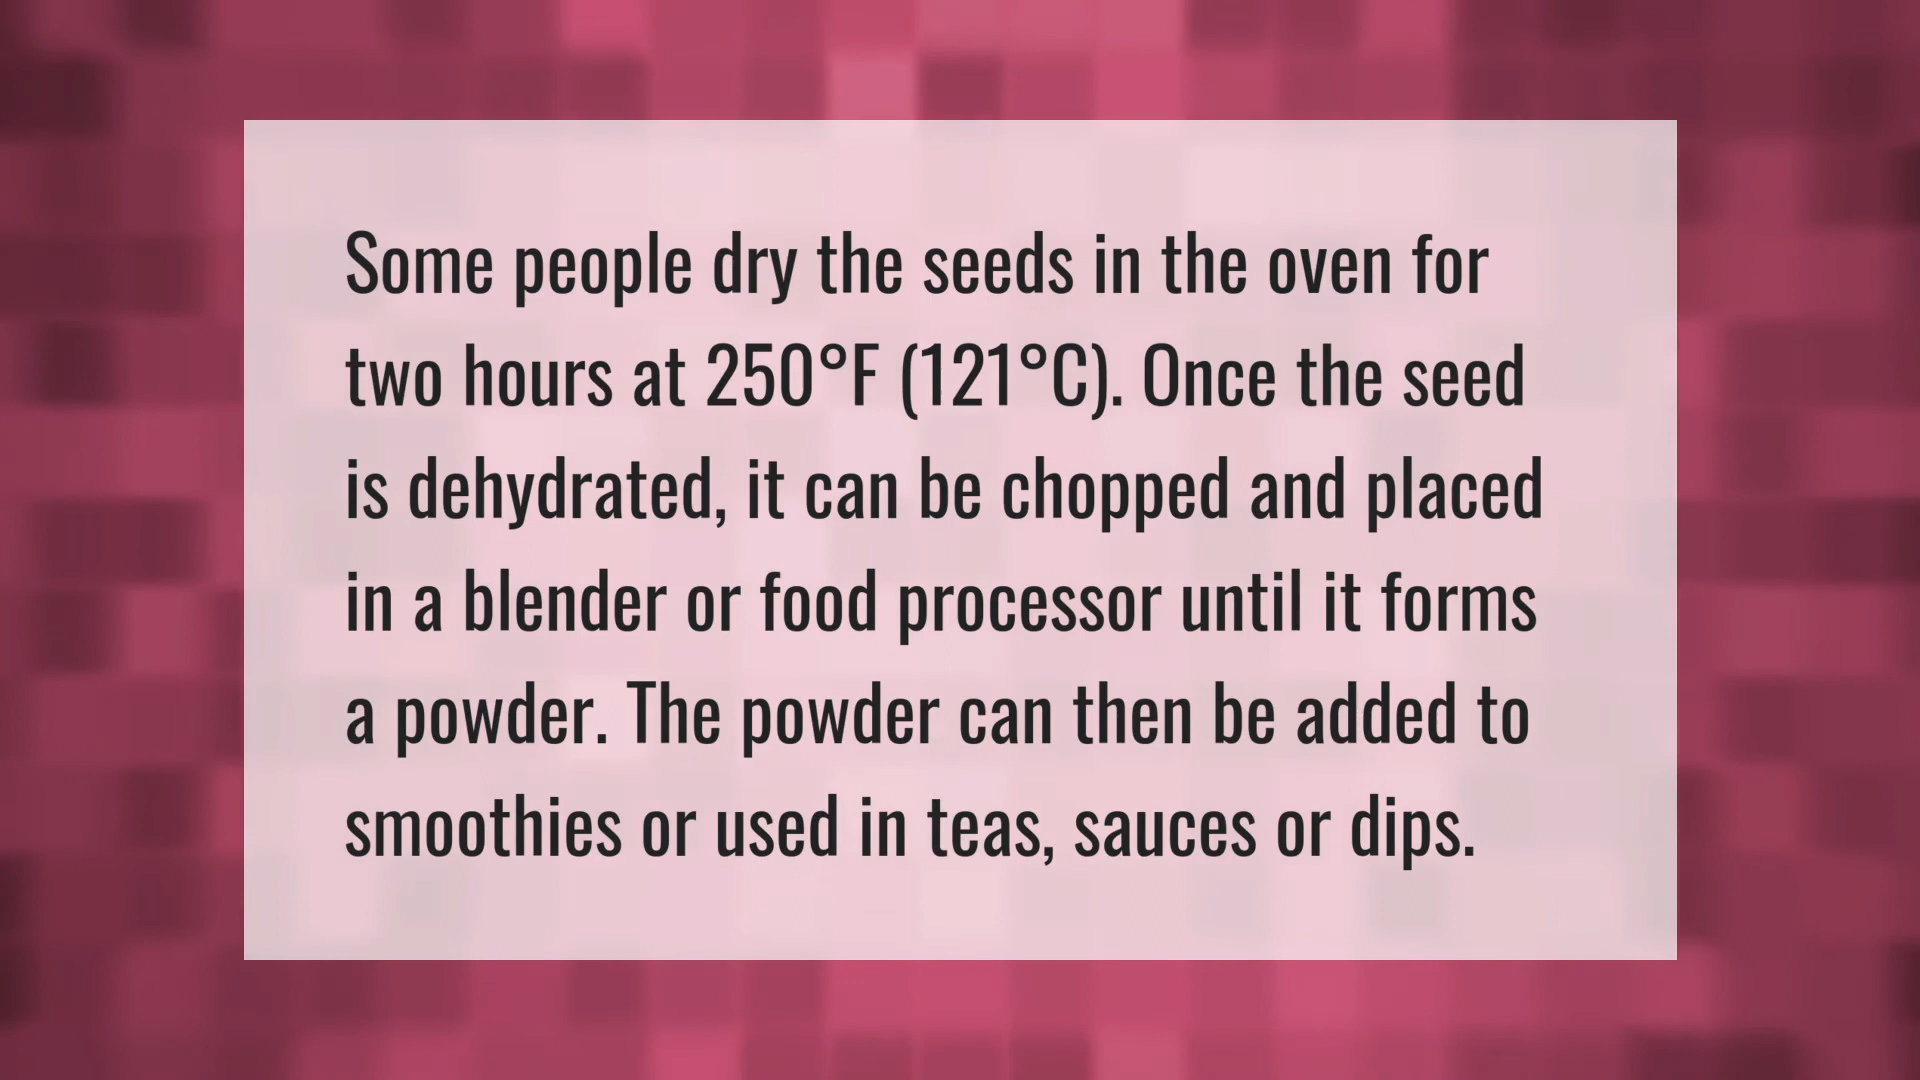 Some people dry the seeds in the oven for
two hours at 250°F (121°C). Once the seed
is dehydrated, it can be chopped and placed
in a blender or food processor until it forms
a powder. The powder can then be added to
smoothies or used in teas, sauces or dips.